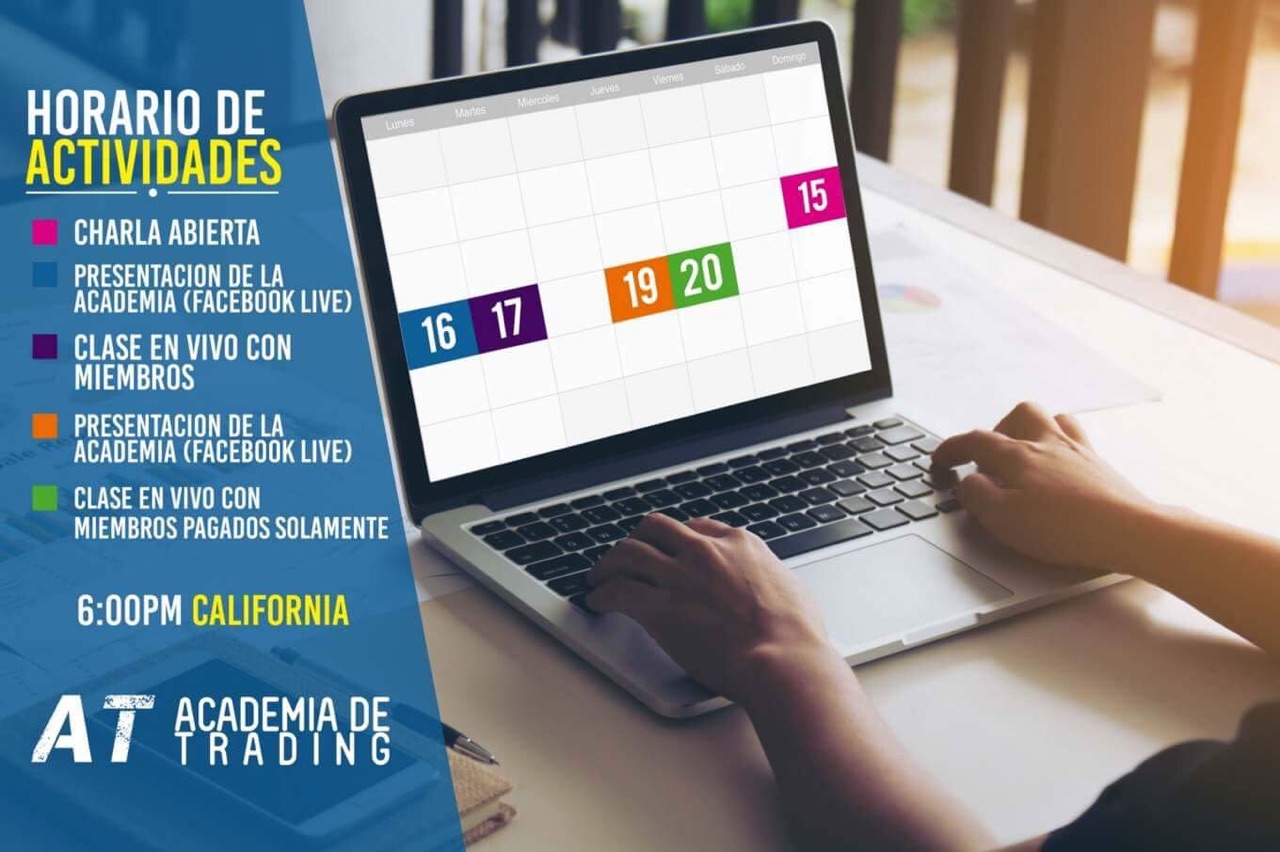 HORARIO DE
ACTIVIDADES
CHARLA ABIERTA
PRESENTACION DE LA
ACADEMIA (FACEBOOK LIVE)
CLASE EN VIVO CON
MIEMBROS
PRESENTACION DE LA
ACADEMIA (FACEBOOK LIVE)
CLASE EN VIVO CON
MIEMBROS PAGADOS SOLAMENTE
6:00PM CALIFORNIA
AT ACADEMIA DE
TRADING
Lunes Martes Miercoles Jueves Viernes Sábado Domingo
15
16 17 19 20